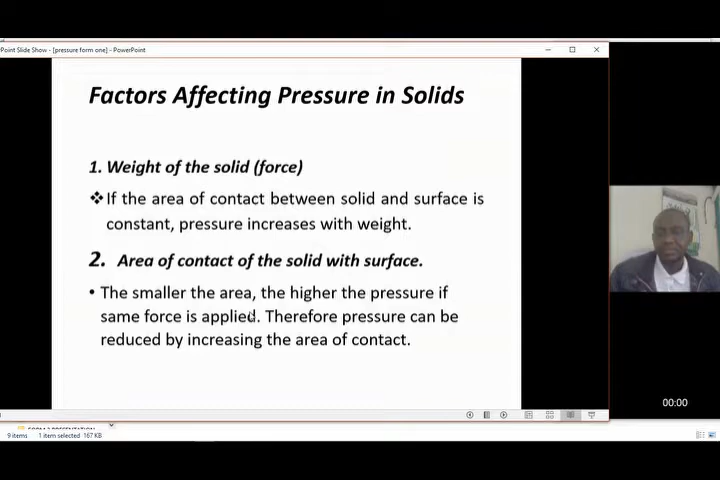 PointSlide Show - [pressure form one] - PowerPoint
Factors Affecting Pressure in Solids
1. Weight of the solid (force)
❖If the area of contact between solid and surface is
constant, pressure increases with weight.
2. Area of contact of the solid with surface.
• The smaller the area, the higher the pressure if
same force is applied. Therefore pressure can be
reduced by increasing the area of contact.
00:00
9 items 1 item selected 167 KB